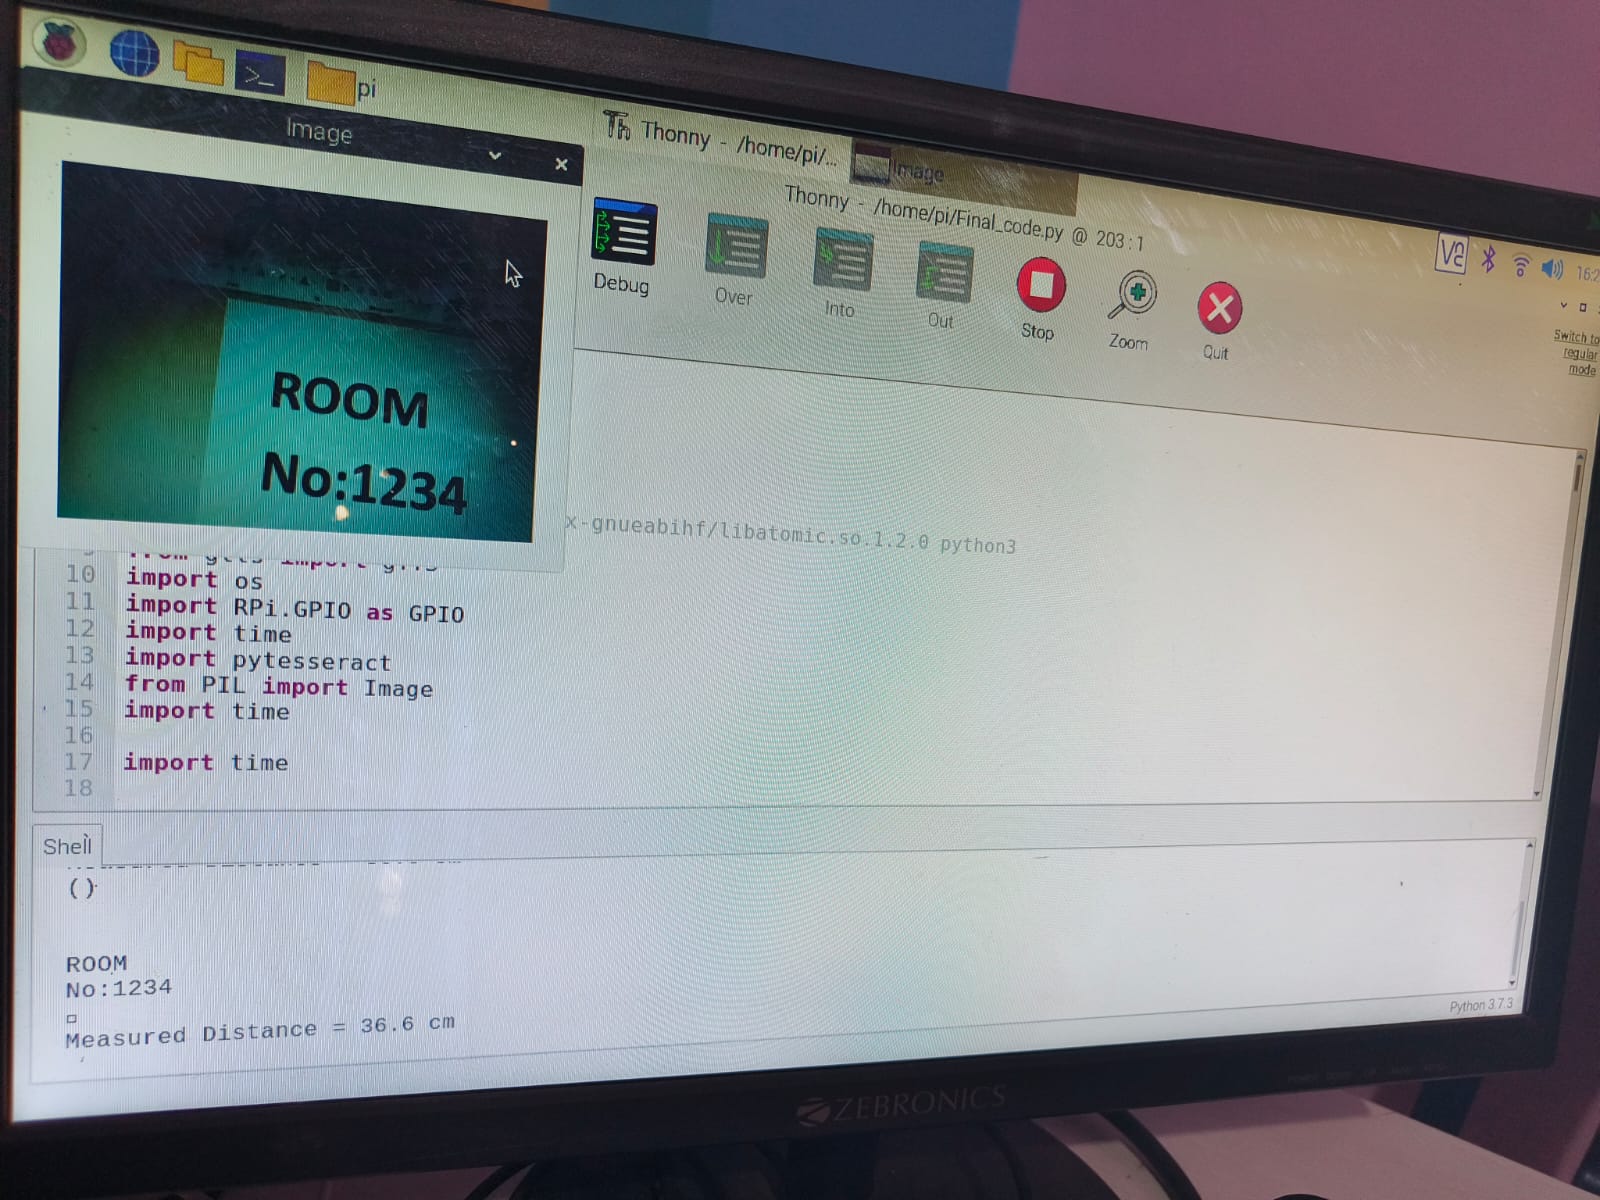 pi
Image
Thonny - /home/pi/...
Image
Thonny - /home/pi/Final_code.py @ 203 : 1
Debug
Over
Into
Out
Stop
Zoom
Quit
Switch to
regular
mode
ROOM
No:1234
x-gnueabihf/libatomic.so.1.2.0 python3
10 import os
11 import RPi.GPIO as GPIO
12 import time
13 import pytesseract
14 from PIL import Image
15 import time
16
17 import time
18
Shell
()
ROOM
No:1234
Measured Distance = 36.6 cm
Python 3.7.3
ZEBRONICS